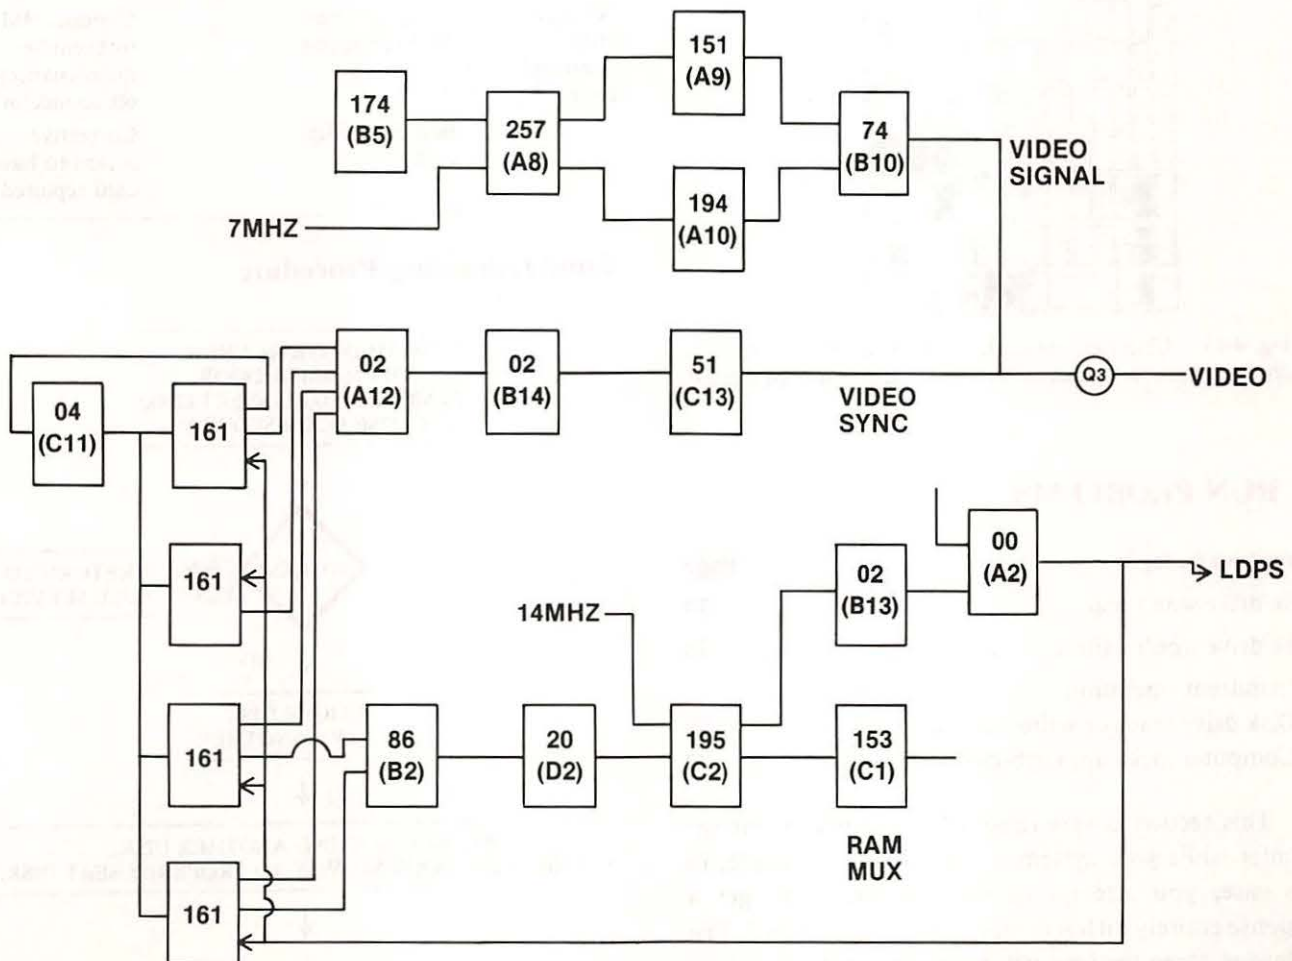 151
(A9)
174
(B5)
257
(A8)
74
(B10)
VIDEO
SIGNAL
194
(A10)
7MHZ
02
(A12)
02
(B14)
51
(C13)
Q3
VIDEO
VIDEO
SYNC
04
(C11)
161
00
(A2)
LDPS
161
02
(B13)
14MHZ
161
86
(B2)
20
(D2)
195
(C2)
153
(C1)
RAM
MUX
161